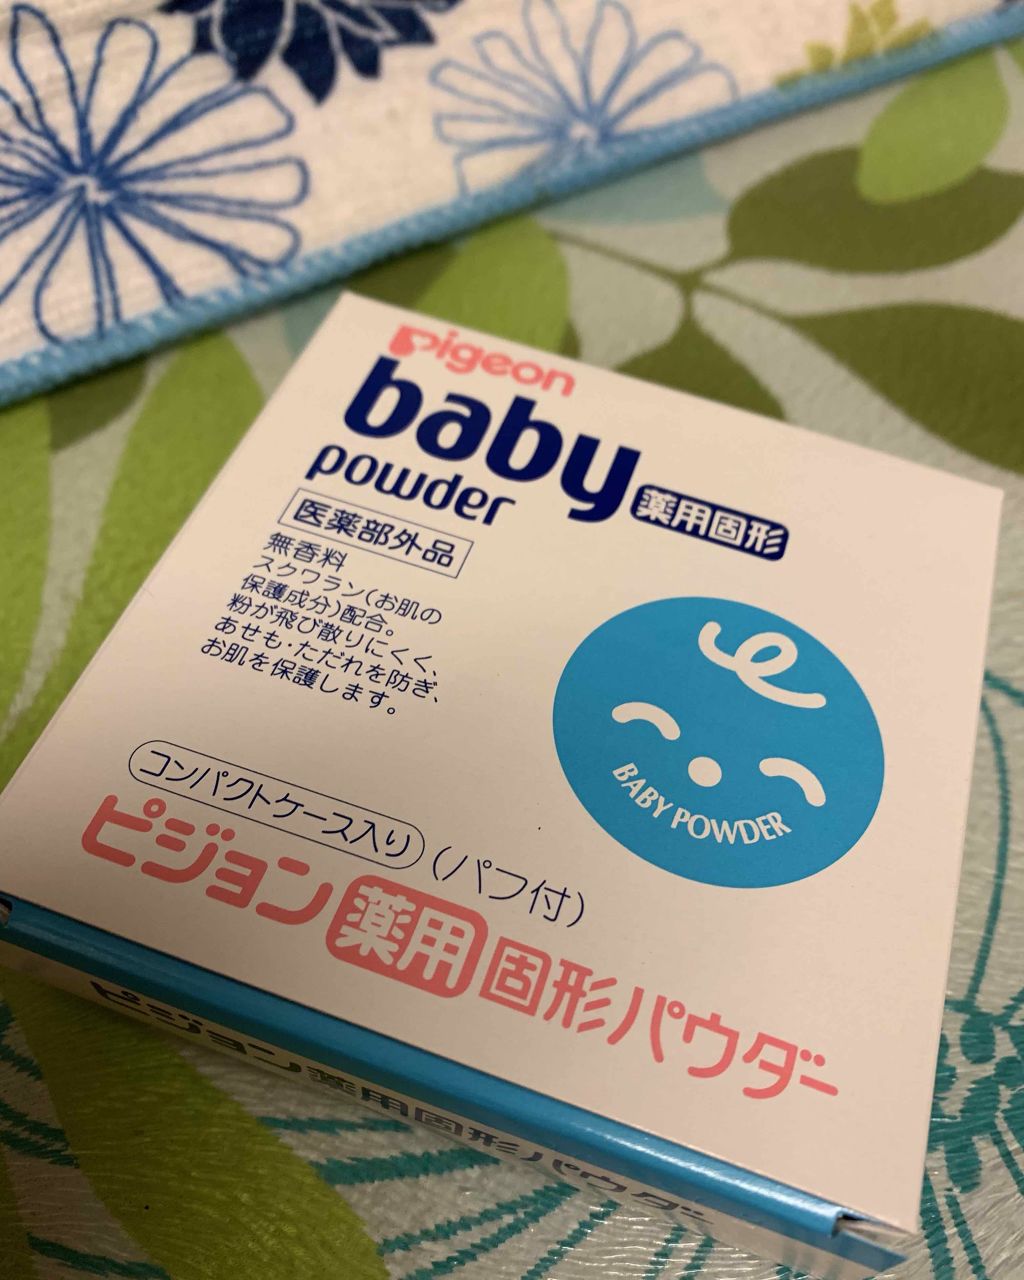 Pigeon
baby
powder
薬用固形
医薬部外品
無香料
スクワラン(お肌の
保護成分)配合。
粉が飛び散りにくく、
あせも・ただれを防ぎ、
お肌を保護します。
BABY POWDER
コンパクトケース入り(パフ付)
ピジョン薬用固形パウダー
ピジョン薬用固形パウダー